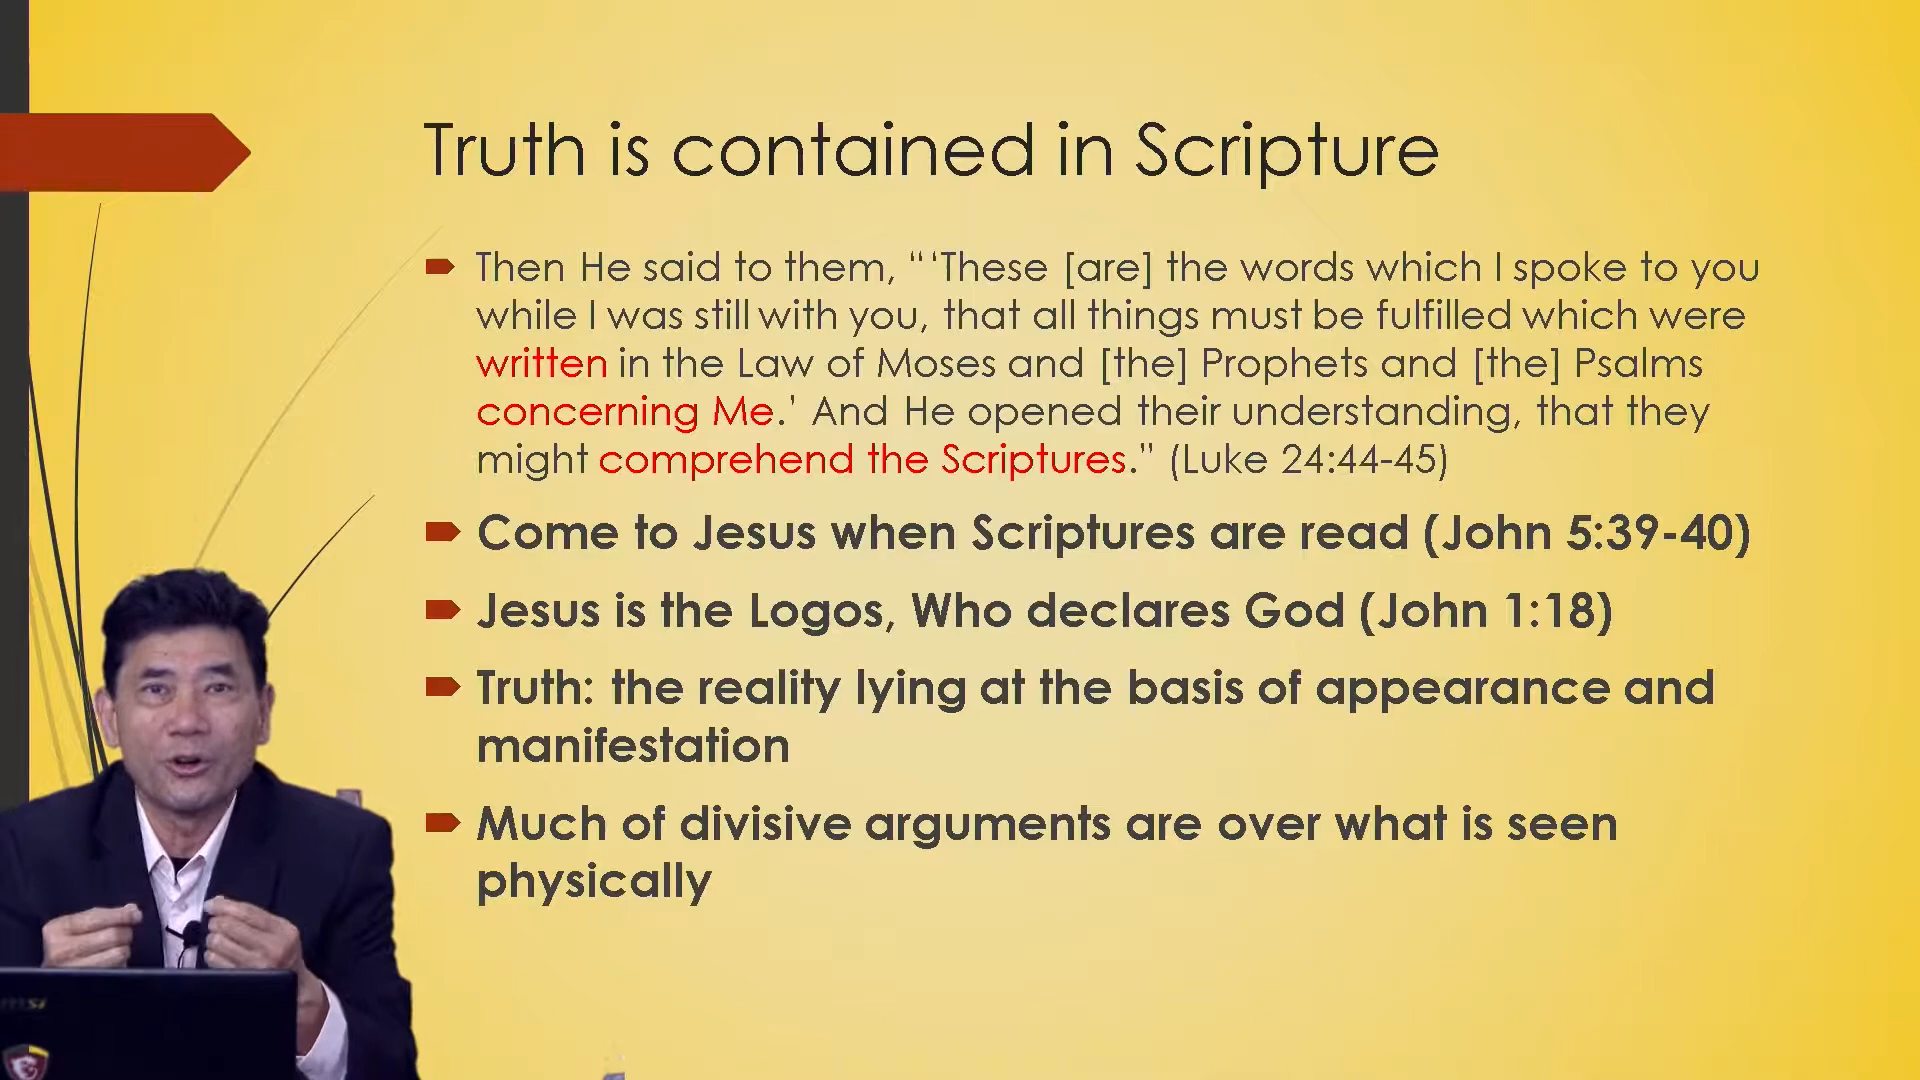 Truth is contained in Scripture
Then He said to them, “‘These [are] the words which I spoke to you
while I was still with you, that all things must be fulfilled which were
written in the Law of Moses and [the] Prophets and [the] Psalms
concerning Me.’ And He opened their understanding, that they
might comprehend the Scriptures.” (Luke 24:44-45)
Come to Jesus when Scriptures are read (John 5:39-40)
Jesus is the Logos, Who declares God (John 1:18)
Truth: the reality lying at the basis of appearance and
manifestation
Much of divisive arguments are over what is seen
physically
msi